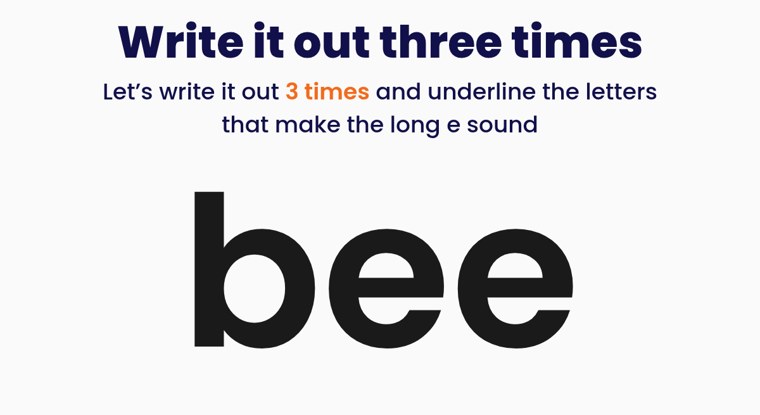 Write it out three times
Let’s write it out 3 times and underline the letters
that make the long e sound
bee